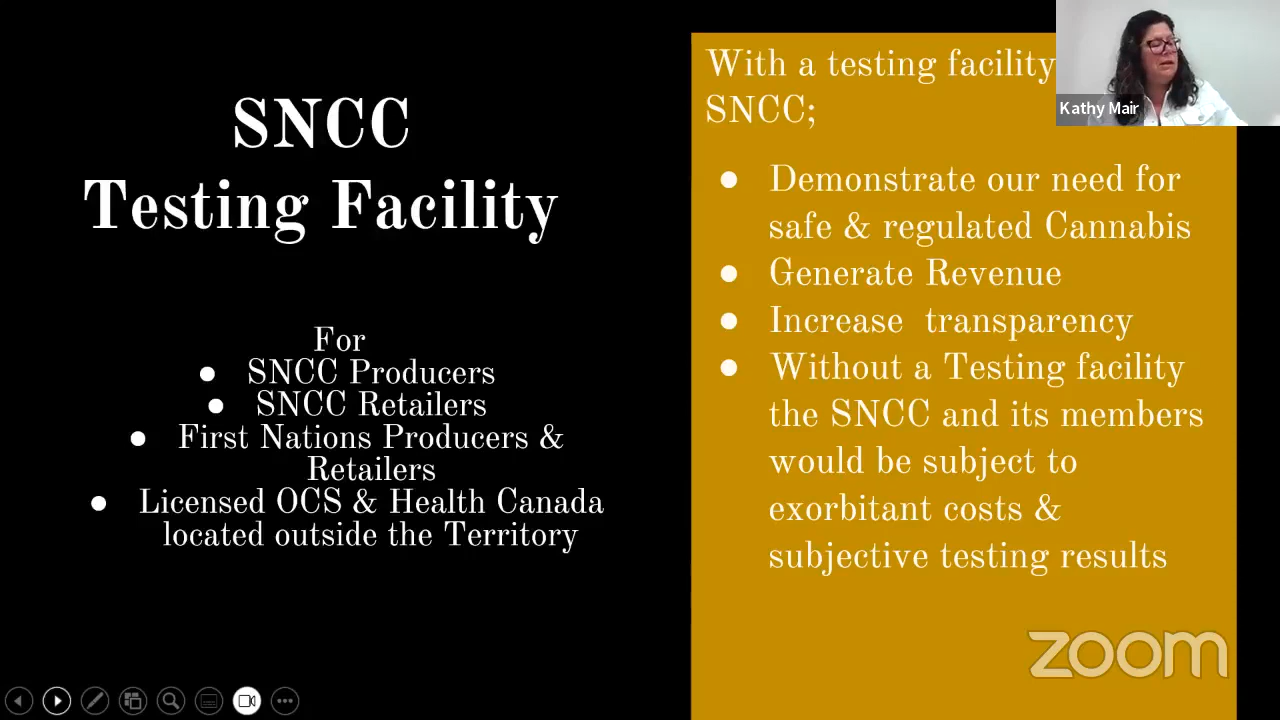 SNCC
Testing Facility
For
● SNCC Producers
● SNCC Retailers
● First Nations Producers &
Retailers
● Licensed OCS & Health Canada
located outside the Territory
With a testing facility
SNCC;
● Demonstrate our need for
safe & regulated Cannabis
● Generate Revenue
● Increase transparency
● Without a Testing facility
the SNCC and its members
would be subject to
exorbitant costs &
subjective testing results
Kathy Mair
zoom